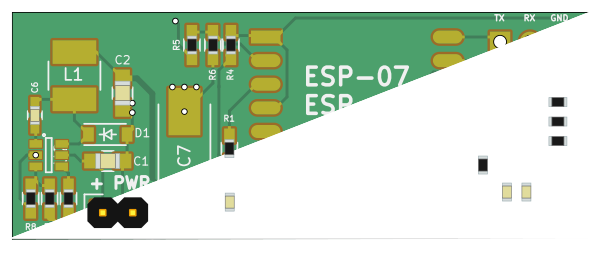 TX RX GND
R5
C2
L1
R6
R4
ESP-07
C6
ESP
R1
D1
C7
C1
+ PWR
R8